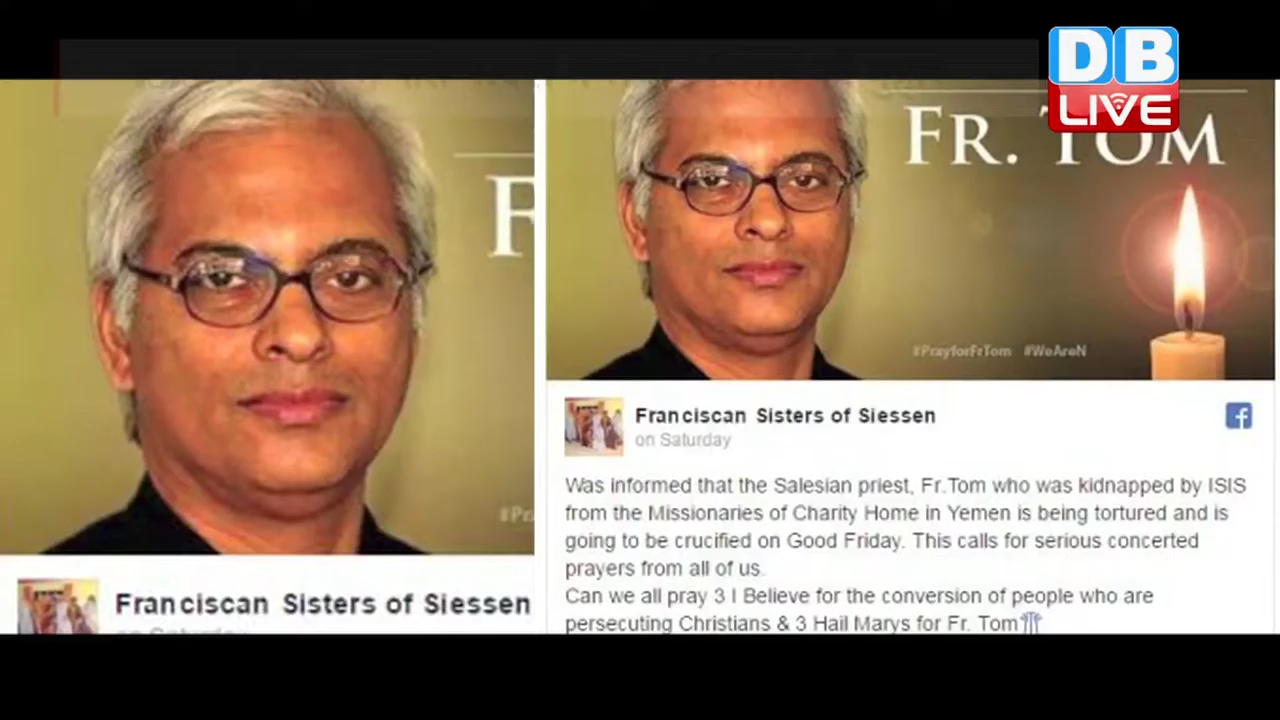 DB
LIVE
FR. TOM
#PrayforFrTom #WeAreN
F
#Pr
Franciscan Sisters of Siessen
on Saturday
Was informed that the Salesian priest, Fr.Tom who was kidnapped by ISIS
from the Missionaries of Charity Home in Yemen is being tortured and is
going to be crucified on Good Friday. This calls for serious concerted
prayers from all of us.
Can we all pray 3 I Believe for the conversion of people who are
persecuting Christians & 3 Hail Marys for Fr. Tom
Franciscan Sisters of Siessen
on Saturday